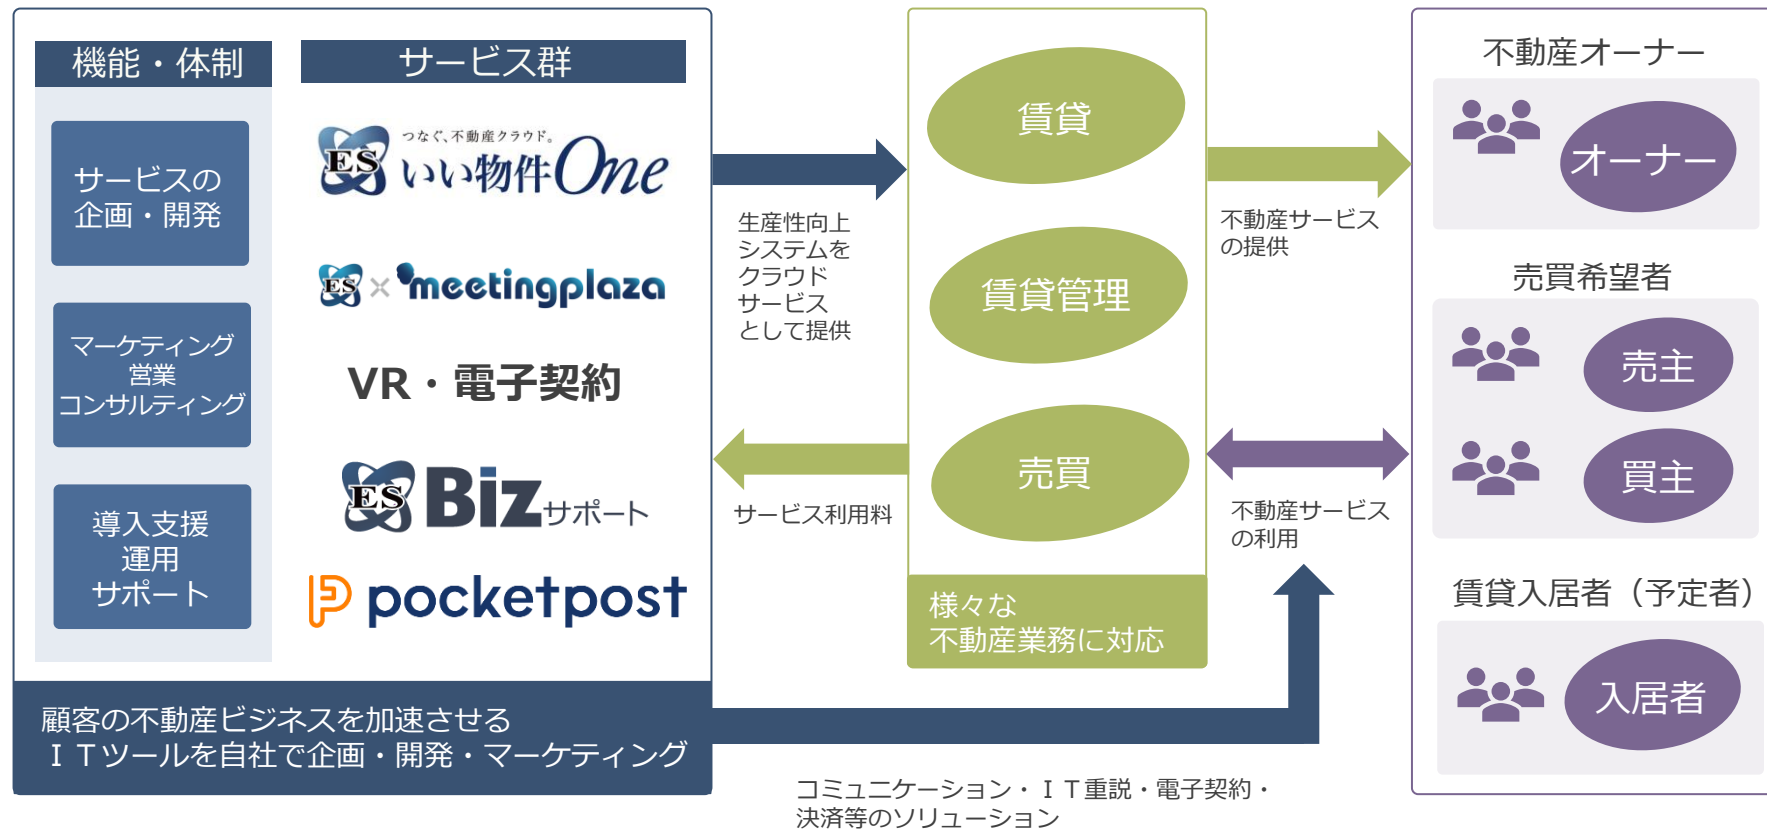 機能・体制
サービスの
企画・開発
マーケティング
営業
コンサルティング
導入支援
運用
サポート
サービス群
ES
つなぐ、不動産クラウド。
いい物件One
ES×meetingplaza
VR・電子契約
ES
Bizサポート
pocketpost
顧客の不動産ビジネスを加速させる
ＩＴツールを自社で企画・開発・マーケティング
生産性向上
システムを
クラウド
サービス
として提供
サービス利用料
賃貸
賃貸管理
売買
様々な
不動産業務に対応
不動産サービス
の提供
不動産サービス
の利用
コミュニケーション・ＩＴ重説・電子契約・
決済等のソリューション
不動産オーナー
オーナー
売買希望者
売主
買主
賃貸入居者（予定者）
入居者